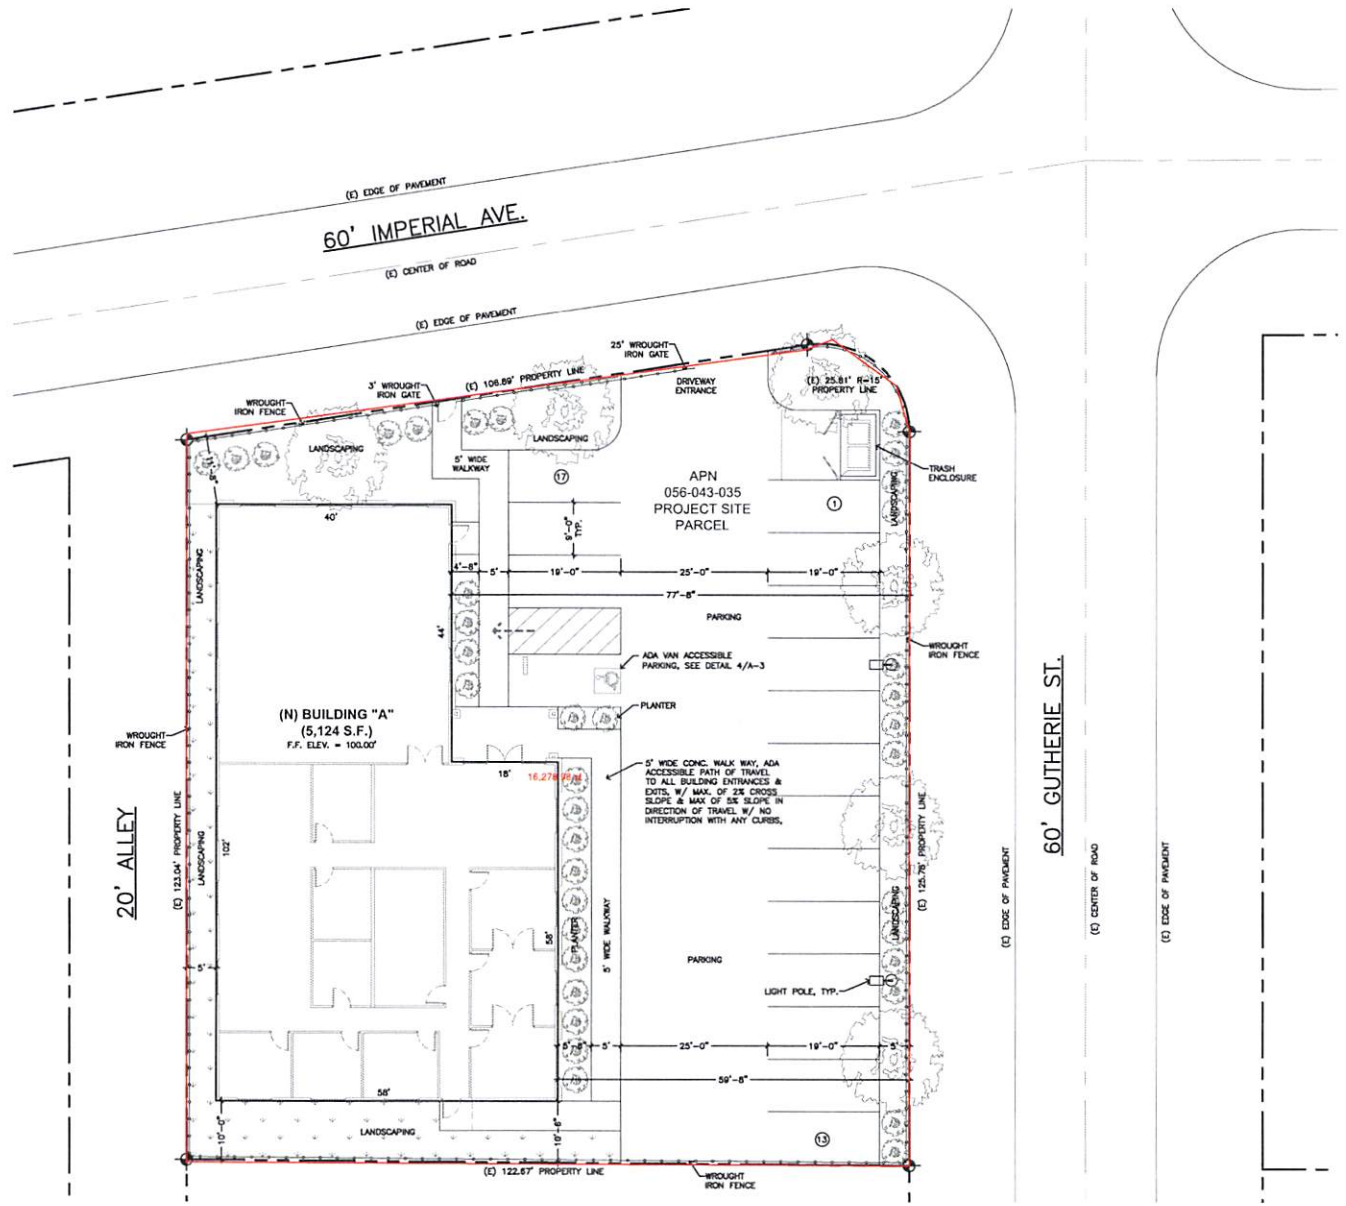 (E) EDGE OF PAVEMENT
60' IMPERIAL AVE.
(E) CENTER OF ROAD
(E) EDGE OF PAVEMENT
25' WROUGHT
IRON GATE
(E) 106.69' PROPERTY LINE
3' WROUGHT
IRON GATE
DRIVEWAY
ENTRANCE
(E) 25.81' R=15'
PROPERTY LINE
WROUGHT
IRON FENCE
LANDSCAPING
LANDSCAPING
5' WIDE
WALKWAY
17
APN
056-043-035
PROJECT SITE
PARCEL
TRASH
ENCLOSURE
LANDSCAPING
1
40'
9'-0"
TYP.
LANDSCAPING
4'-8"
5'
19'-0"
25'-0"
19'-0"
77'-8"
PARKING
44'
WROUGHT
IRON FENCE
ADA VAN ACCESSIBLE
PARKING, SEE DETAIL 4/A-3
PLANTER
(N) BUILDING "A"
(5,124 S.F.)
F.F. ELEV. = 100.00'
WROUGHT
IRON FENCE
18'
5' WIDE CONC. WALK WAY, ADA
ACCESSIBLE PATH OF TRAVEL
TO ALL BUILDING ENTRANCES &
EXITS, W/ MAX. OF 2% CROSS
SLOPE & MAX OF 5% SLOPE IN
DIRECTION OF TRAVEL W/ NO
INTERRUPTION WITH ANY CURBS.
60' GUTHERIE ST.
20' ALLEY
(E) 123.04' PROPERTY LINE
LANDSCAPING
102'
58'
PLANTER
5' WIDE WALKWAY
PARKING
LIGHT POLE, TYP.
LANDSCAPING
(E) 125.76' PROPERTY LINE
(E) EDGE OF PAVEMENT
(E) CENTER OF ROAD
(E) EDGE OF PAVEMENT
5'
5'
25'-0"
19'-0"
5'
59'-8"
58'
10'-0"
LANDSCAPING
10'-6"
13
(E) 122.67' PROPERTY LINE
WROUGHT
IRON FENCE